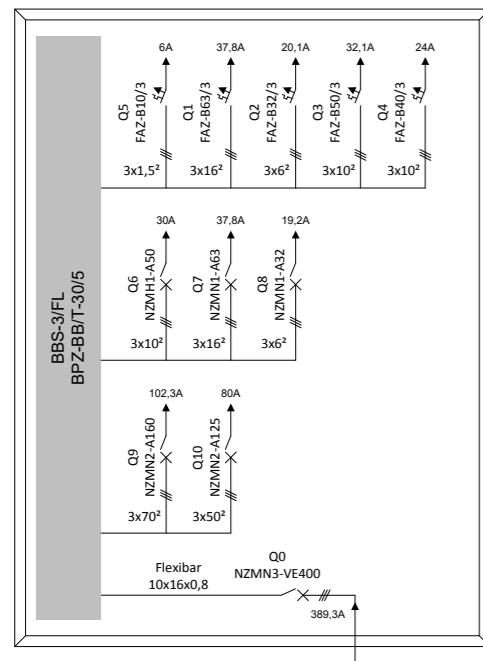 6A
37,8A
20,1A
32,1A
24A
Q5
FAZ-B10/3
Q1
FAZ-B63/3
Q2
FAZ-B32/3
Q3
FAZ-B50/3
Q4
FAZ-B40/3
3x1,5²
3x16²
3x6²
3x10²
3x10²
BBS-3/FL
BPZ-BB/T-30/5
30A
37,8A
19,2A
Q6
NZMH1-A50
Q7
NZMN1-A63
Q8
NZMN1-A32
3x10²
3x16²
3x6²
102,3A
80A
Q9
NZMN2-A160
Q10
NZMN2-A125
3x70²
3x50²
Flexibar
10x16x0,8
Q0
NZMN3-VE400
389,3A